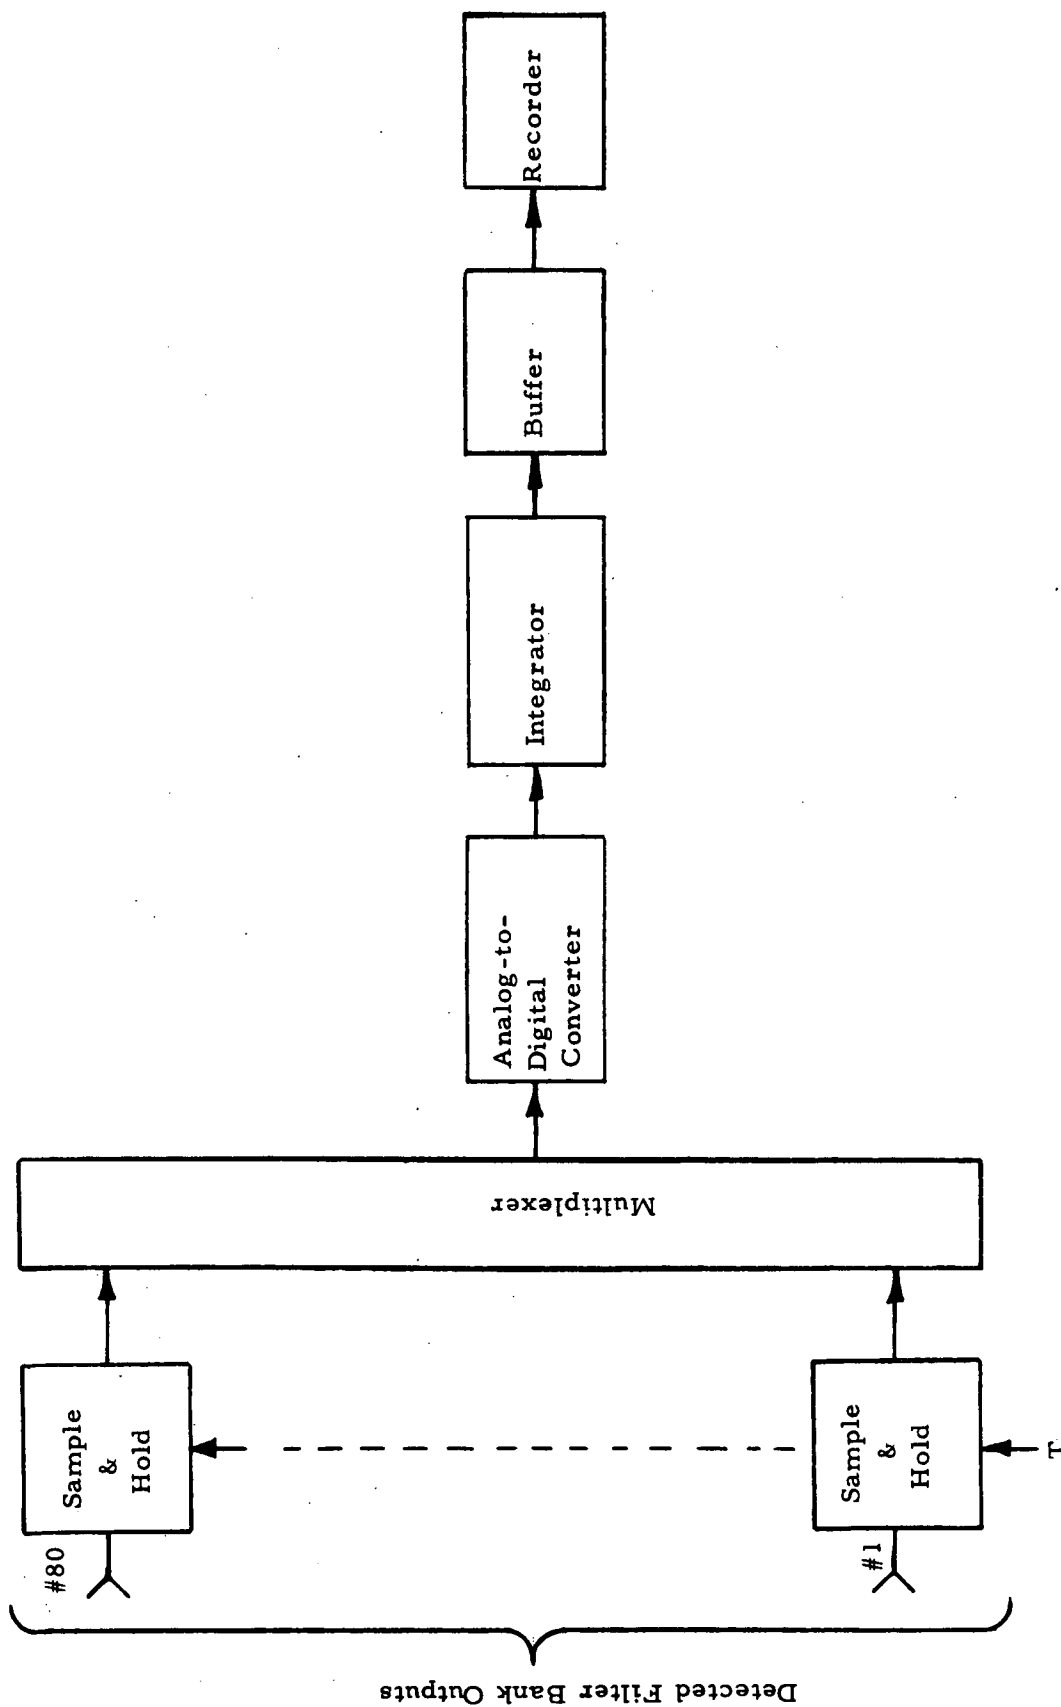 Detected Filter Bank Outputs
#80
Sample
&
Hold
#1
Sample
&
Hold
T
Multiplexer
Analog-to-
Digital
Converter
Integrator
Buffer
Recorder